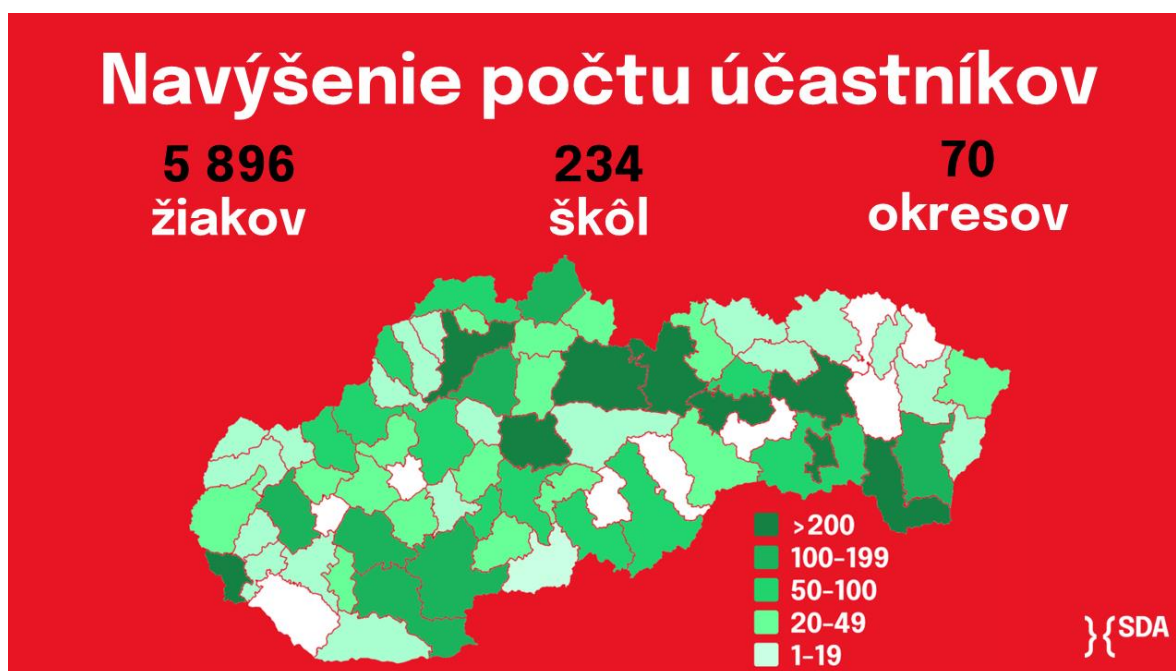 Navýšenie počtu účastníkov
5 896
žiakov
234
škôl
70
okresov
>200
100-199
50-100
20-49
1-19
}{SDA